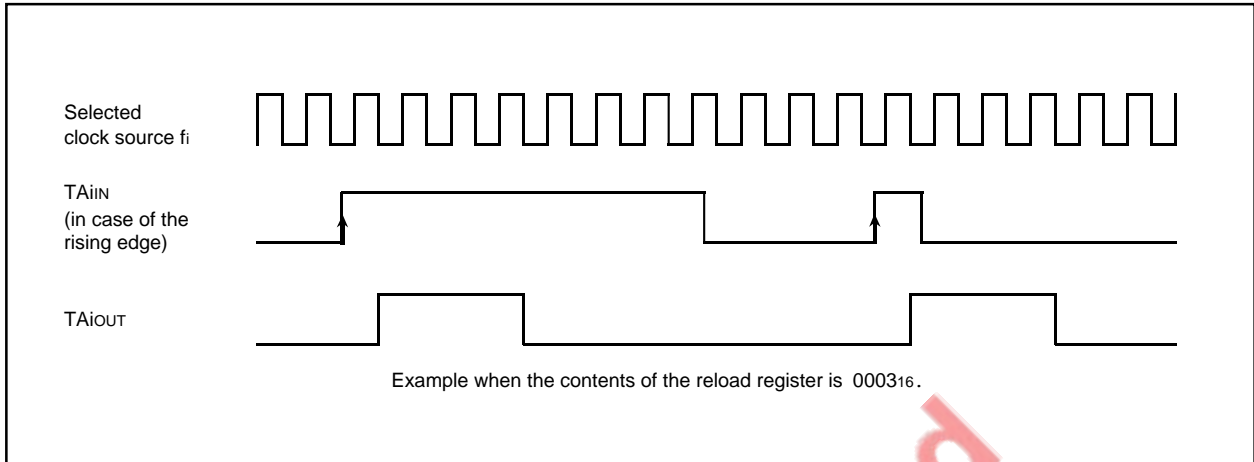 Selected
clock source fi
TAiIN
(in case of the
rising edge)
TAiOUT
Example when the contents of the reload register is 000316.